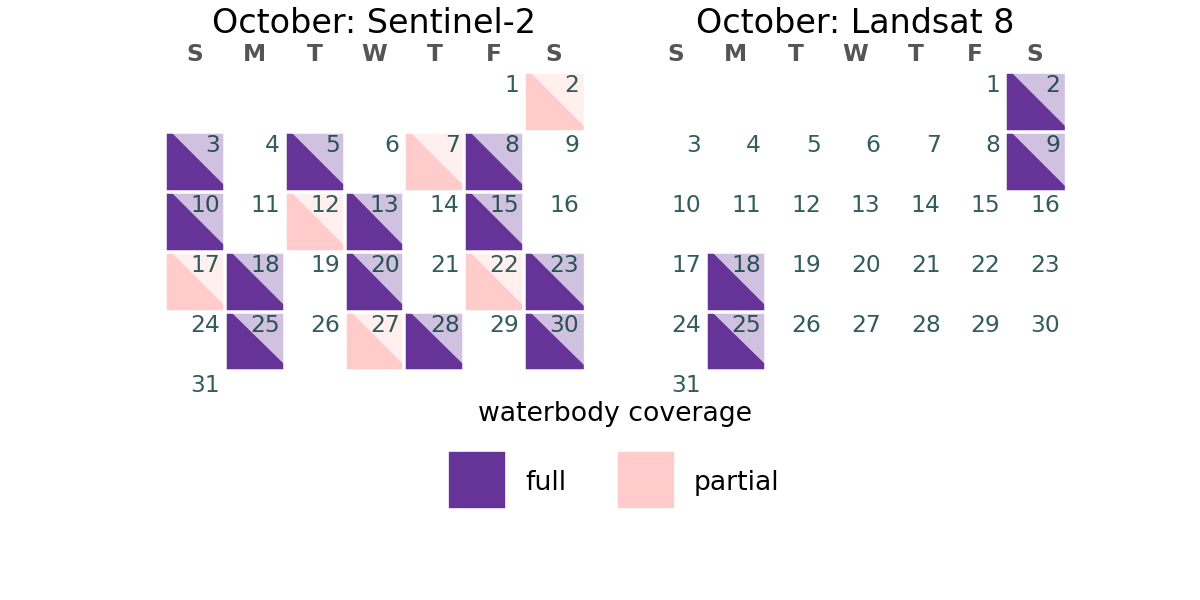 October: Sentinel-2
S M T W T F S
1 2
3 4 5 6 7 8 9
10 11 12 13 14 15 16
17 18 19 20 21 22 23
24 25 26 27 28 29 30
31
October: Landsat 8
S M T W T F S
1 2
3 4 5 6 7 8 9
10 11 12 13 14 15 16
17 18 19 20 21 22 23
24 25 26 27 28 29 30
31
waterbody coverage
full partial